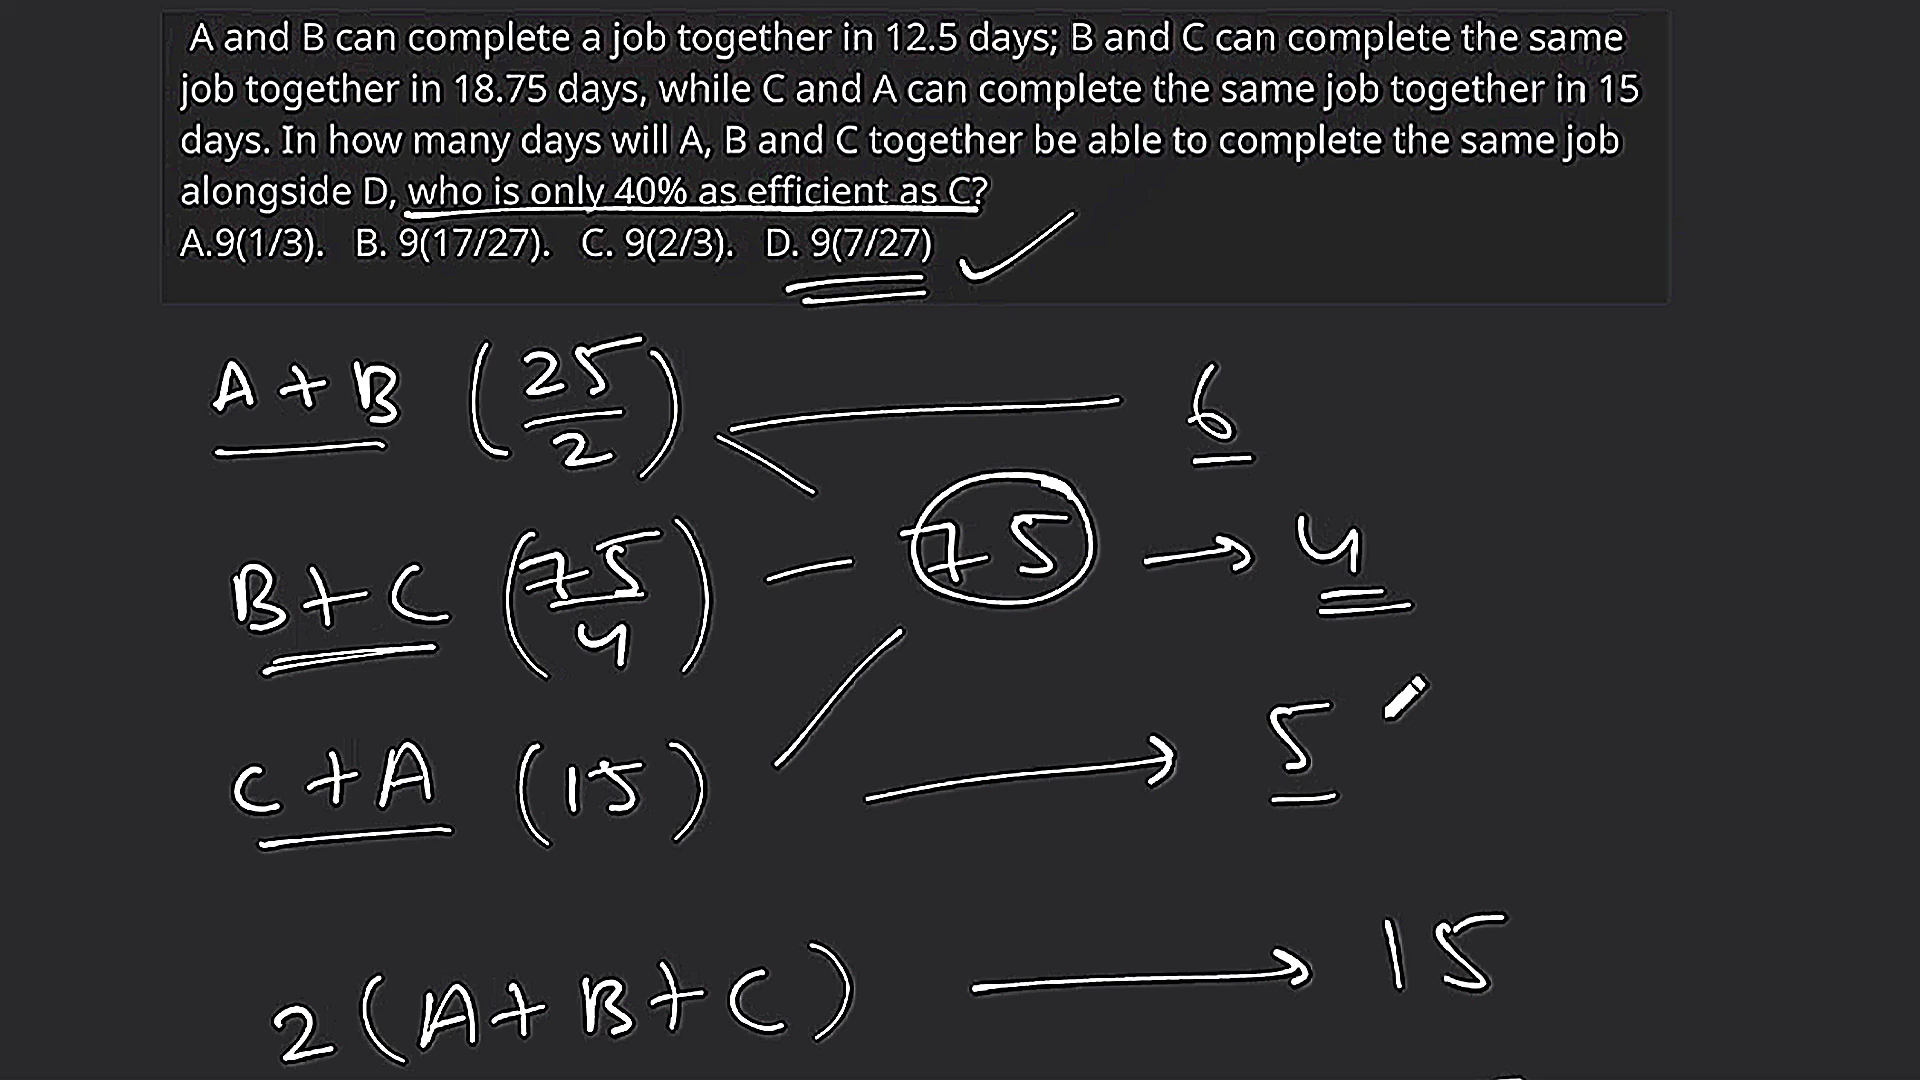 A and B can complete a job together in 12.5 days; B and C can complete the same
job together in 18.75 days, while C and A can complete the same job together in 15
days. In how many days will A, B and C together be able to complete the same job
alongside D, who is only 40% as efficient as C?
A.9(1/3). B. 9(17/27). C. 9(2/3). D. 9(7/27)
A + B (25/2) 6
B + C (75/4) 75 → 4
C + A (15) → 5
2 (A + B + C) → 15